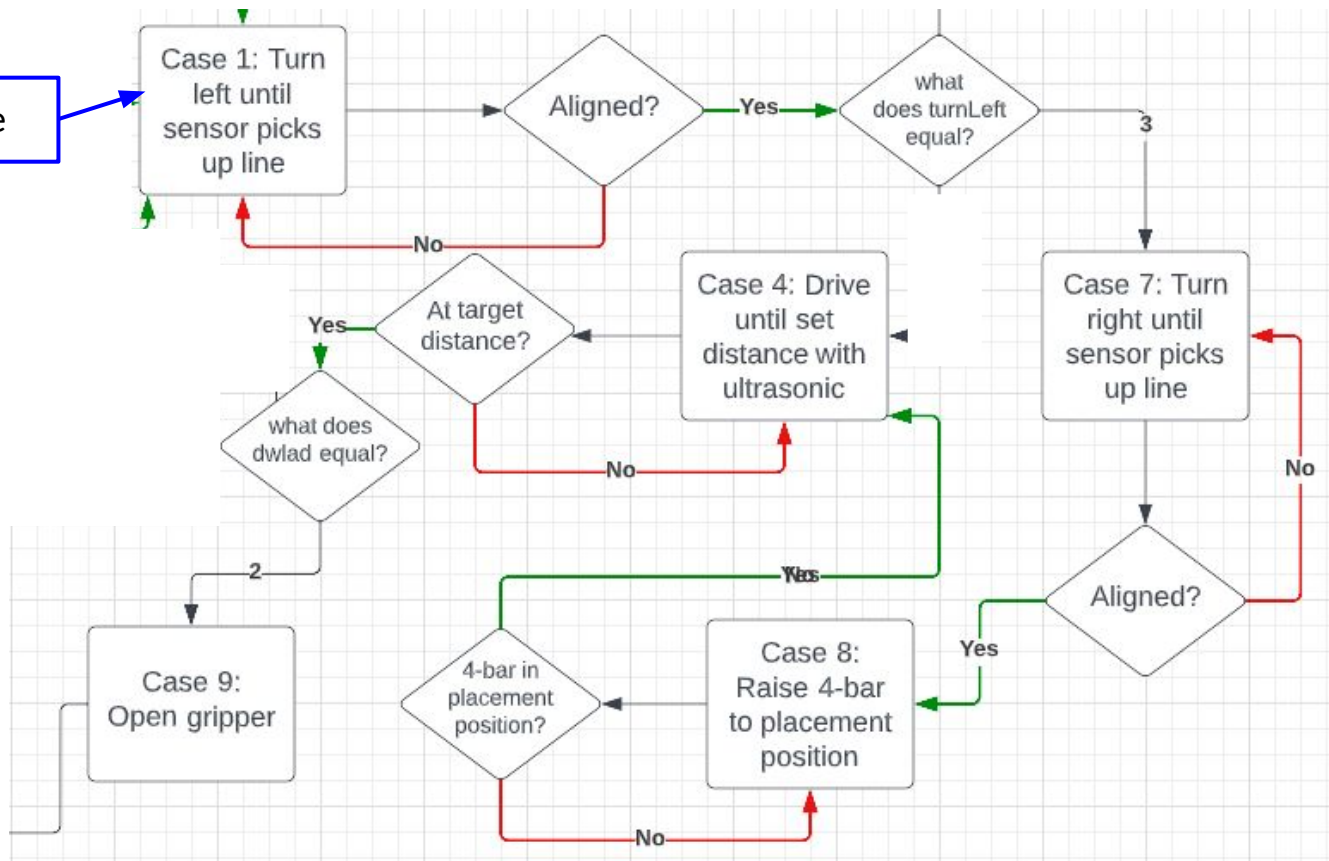 e
Case 1: Turn
left until
sensor picks
up line
Aligned?
Yes
No
what
does turnLeft
equal?
3
Case 7: Turn
right until
sensor picks
up line
No
Aligned?
Yes
Case 8:
Raise 4-bar
to placement
position
4-bar in
placement
position?
No
Case 4: Drive
until set
distance with
ultrasonic
At target
distance?
No
Yes
what does
dwlad equal?
2
Case 9:
Open gripper